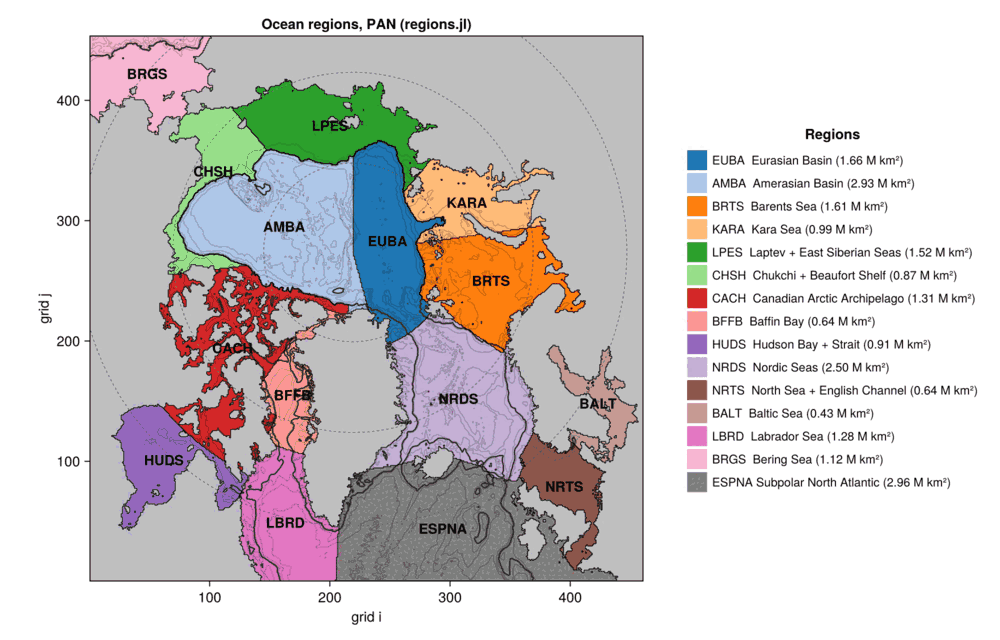 Ocean regions, PAN (regions.jl)
BRGS
400
LPES
CHSH
KARA
300
AMBA
EUBA
BRTS
grid j
200
CACH
BFFB
NRDS
BALT
100
HUDS
NRTS
LBRD
ESPNA
100
200
300
400
grid i
Regions
EUBA Eurasian Basin (1.66 M km²)
AMBA Amerasian Basin (2.93 M km²)
BRTS Barents Sea (1.61 M km²)
KARA Kara Sea (0.99 M km²)
LPES Laptev + East Siberian Seas (1.52 M km²)
CHSH Chukchi + Beaufort Shelf (0.87 M km²)
CACH Canadian Arctic Archipelago (1.31 M km²)
BFFB Baffin Bay (0.64 M km²)
HUDS Hudson Bay + Strait (0.91 M km²)
NRDS Nordic Seas (2.50 M km²)
NRTS North Sea + English Channel (0.64 M km²)
BALT Baltic Sea (0.43 M km²)
LBRD Labrador Sea (1.28 M km²)
BRGS Bering Sea (1.12 M km²)
ESPNA Subpolar North Atlantic (2.96 M km²)